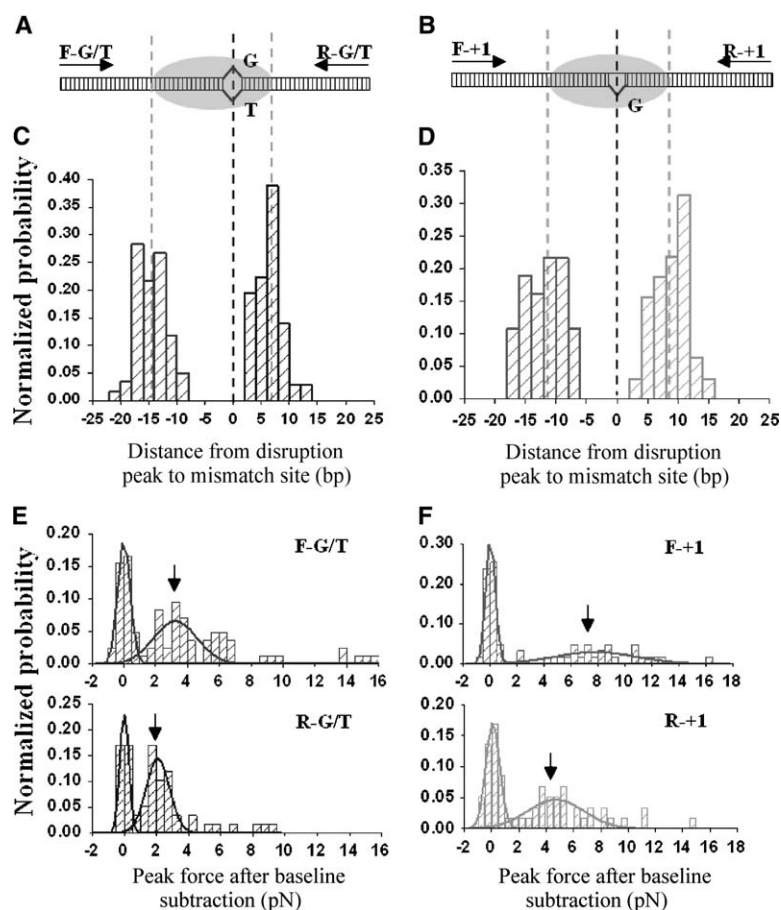 A
B
F-G/T
R-G/T
G
T
F-+1
R-+1
G
C
D
Normalized probability
0.40
0.35
0.30
0.25
0.20
0.15
0.10
0.05
0.00
-25 -20 -15 -10 -5 0 5 10 15 20 25
Distance from disruption
peak to mismatch site (bp)
0.35
0.30
0.25
0.20
0.15
0.10
0.05
0.00
-25 -20 -15 -10 -5 0 5 10 15 20 25
Distance from disruption
peak to mismatch site (bp)
E
F
Normalized probability
0.20
0.15
0.10
0.05
0.00
F-G/T
-2 0 2 4 6 8 10 12 14 16
0.30
0.20
0.10
0.00
F-+1
-2 0 2 4 6 8 10 12 14 16 18
0.25
0.20
0.15
0.10
0.05
0.00
R-G/T
-2 0 2 4 6 8 10 12 14 16
Peak force after baseline
subtraction (pN)
0.20
0.15
0.10
0.05
0.00
R-+1
-2 0 2 4 6 8 10 12 14 16 18
Peak force after baseline
subtraction (pN)